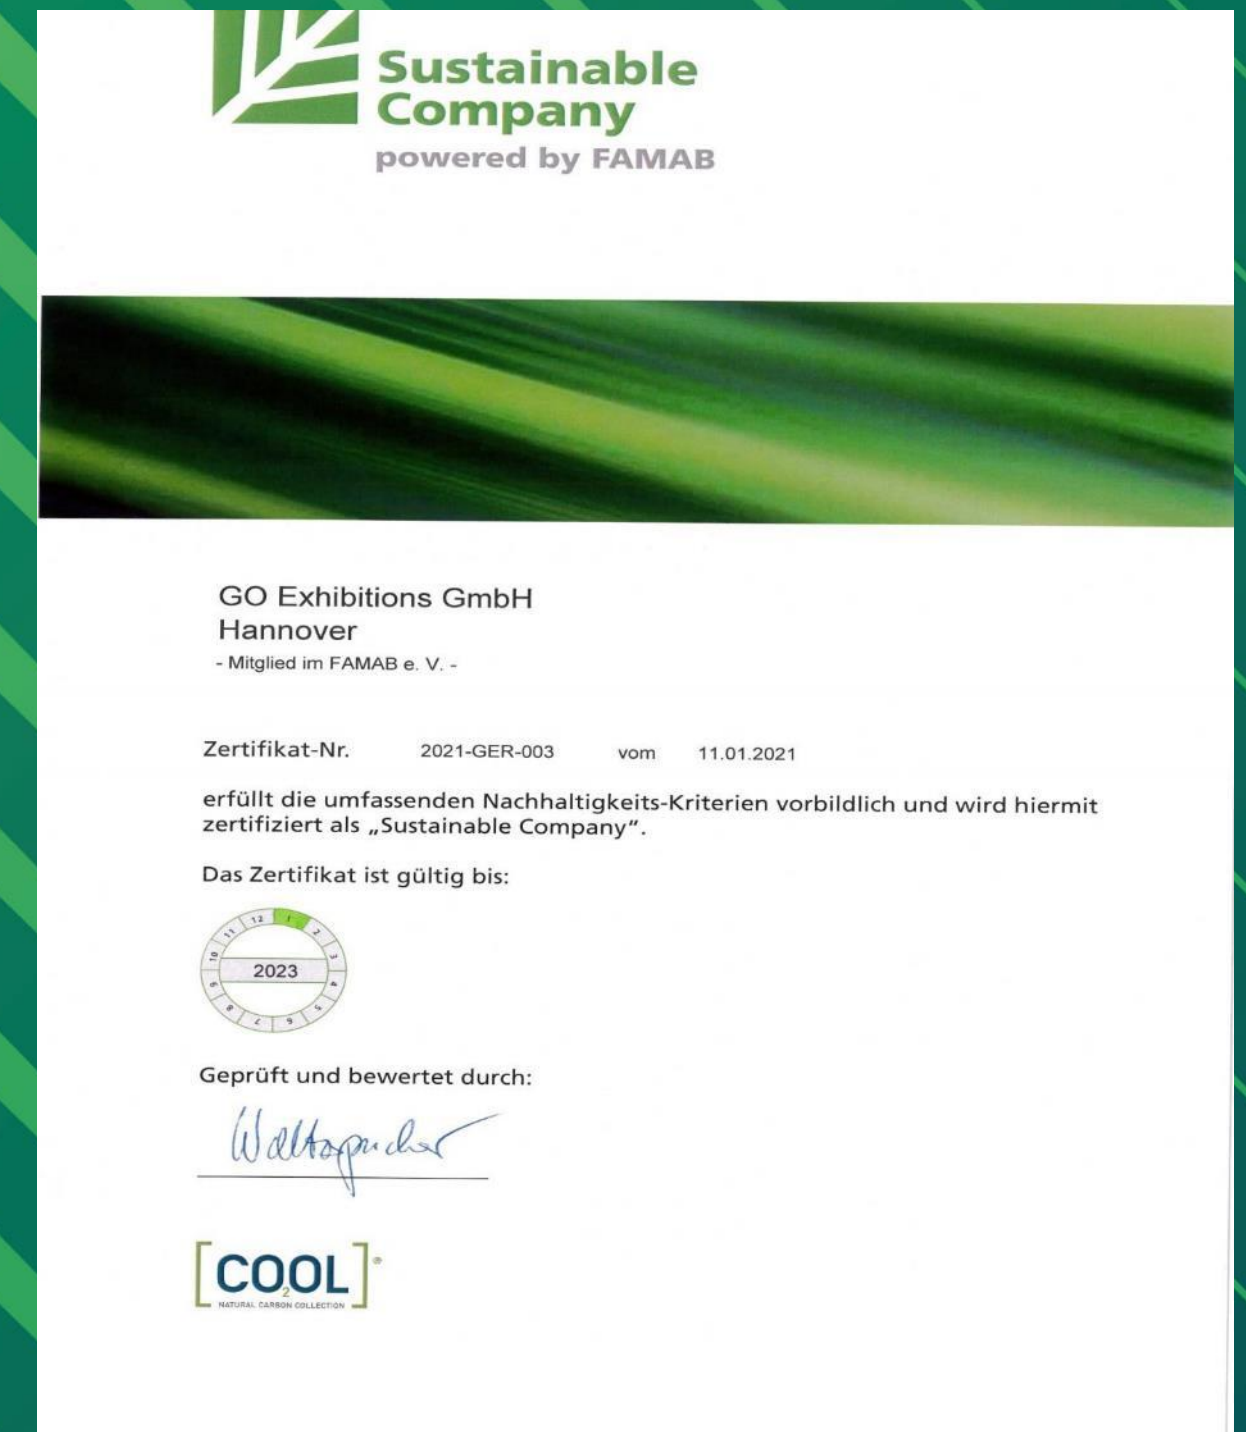 Sustainable
Company
powered by FAMAB
GO Exhibitions GmbH
Hannover
- Mitglied im FAMAB e. V. -
Zertifikat-Nr. 2021-GER-003 vom 11.01.2021
erfüllt die umfassenden Nachhaltigkeits-Kriterien vorbildlich und wird hiermit
zertifiziert als „Sustainable Company“.
Das Zertifikat ist gültig bis:
12 1 2 3 4 5 6 7 8 9 10 11
2023
Geprüft und bewertet durch:
[CO2OL]®
NATURAL CARBON COLLECTION